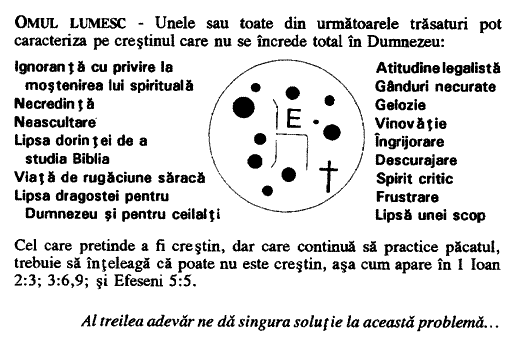 OMUL LUMESC - Unele sau toate din următoarele trăsaturi pot
caracteriza pe creştinul care nu se încrede total în Dumnezeu:
Ignoranţă cu privire la
moştenirea lui spirituală
Necredinţă
Neascultare
Lipsa dorinţei de a
studia Biblia
Viaţă de rugăciune săracă
Lipsa dragostei pentru
Dumnezeu şi pentru ceilalţi
E
Atitudine legalistă
Gânduri necurate
Gelozie
Vinovăţie
Îngrijorare
Descurajare
Spirit critic
Frustrare
Lipsă unei scop
Cel care pretinde a fi creştin, dar care continuă să practice păcatul,
trebuie să înţeleagă că poate nu este creştin, aşa cum apare în 1 Ioan
2:3; 3:6,9; şi Efeseni 5:5.
Al treilea adevăr ne dă singura soluţie la această problemă...